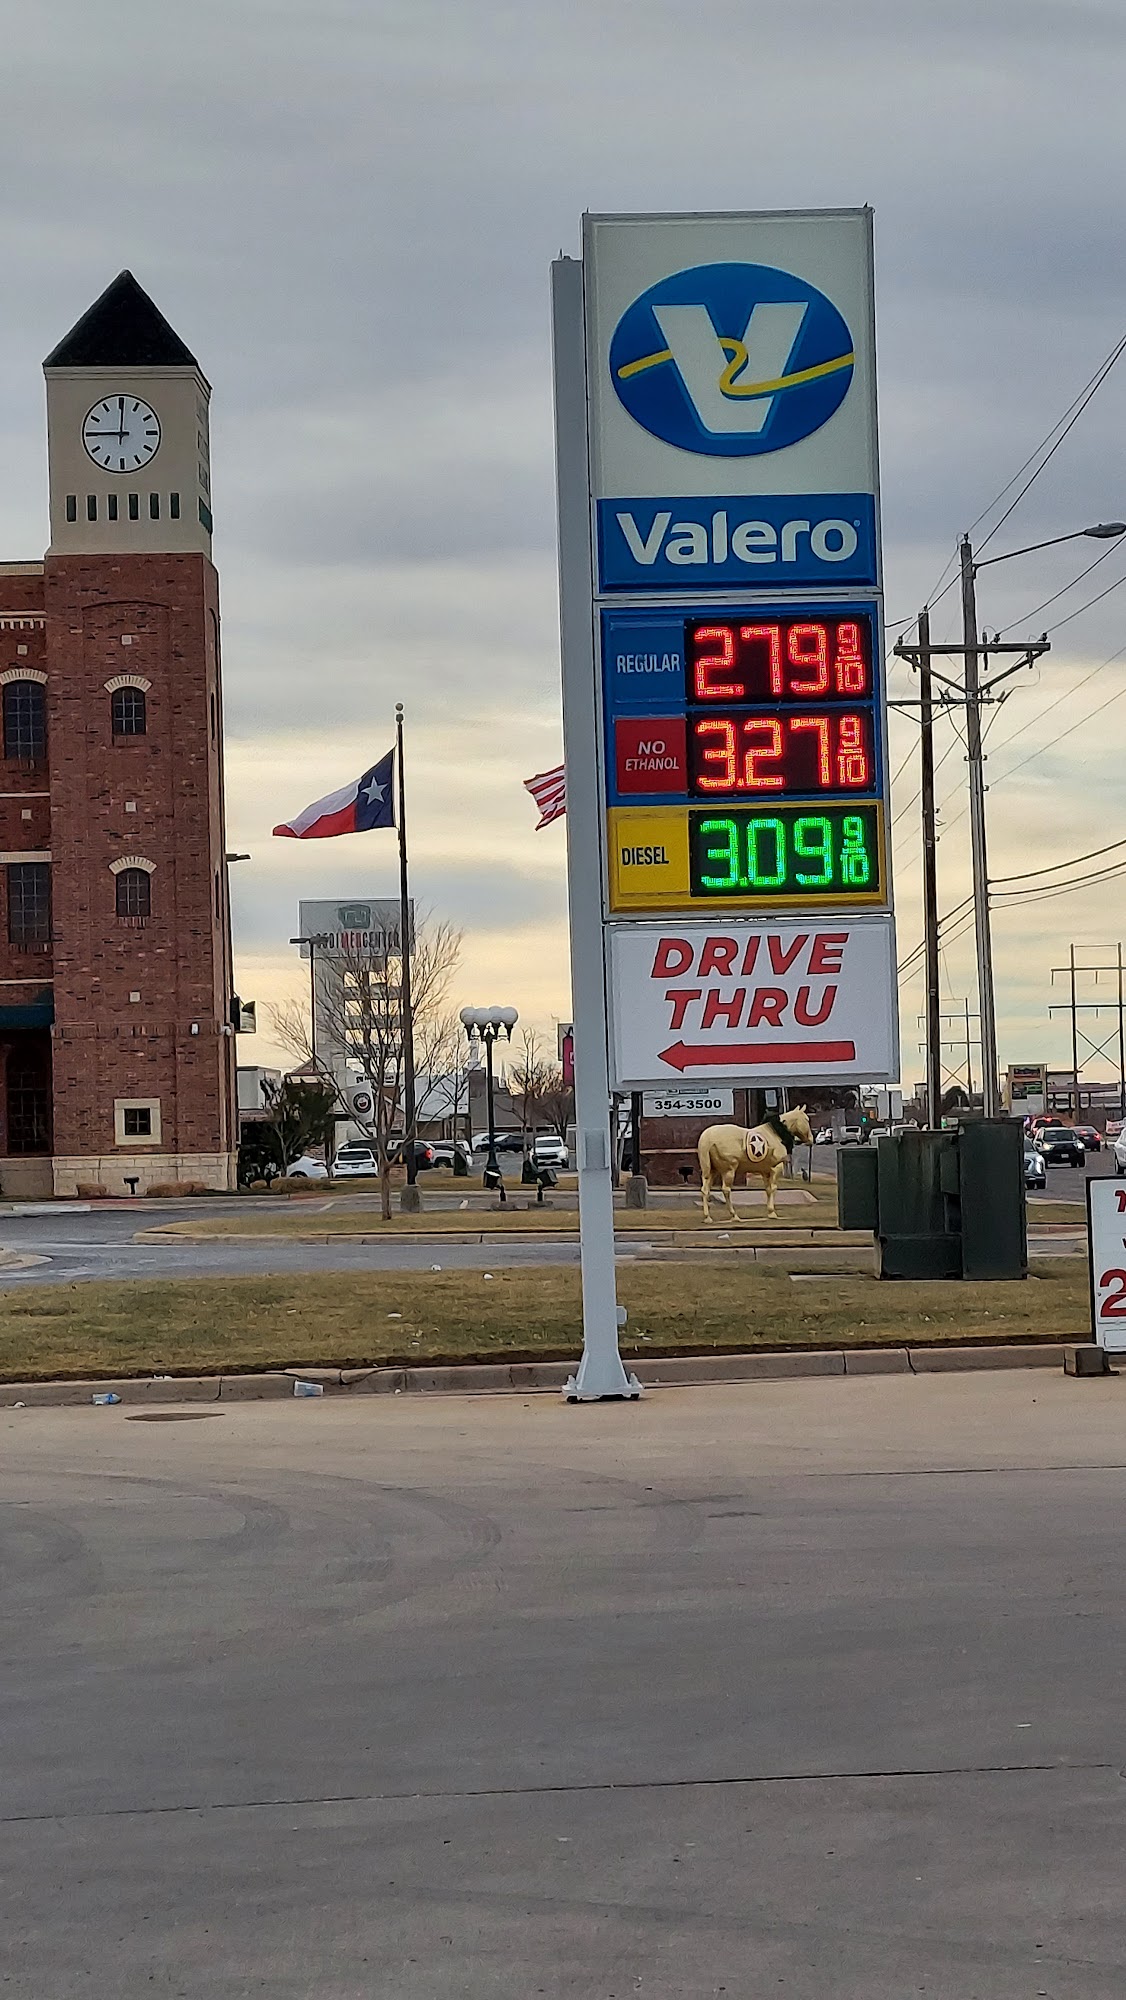 V
Valero
REGULAR 2.79 9/10
NO
ETHANOL 3.27 9/10
DIESEL 3.09 9/10
DRIVE
THRU
354-3500
2